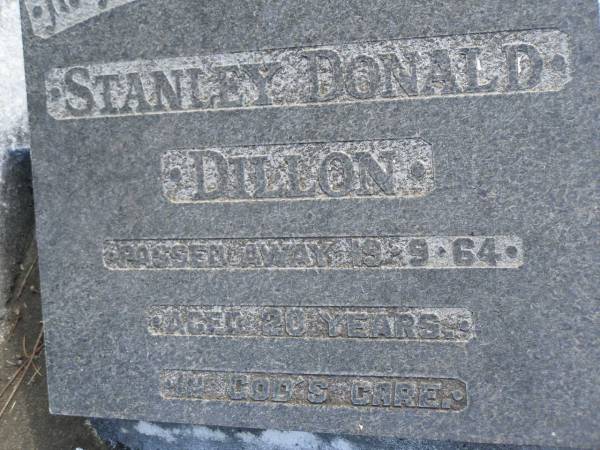 ·STANLEY DONALD·
·DILLON·
·PASSED AWAY 19·9·64·
·AGED 20 YEARS.·
IN GOD'S CARE.·